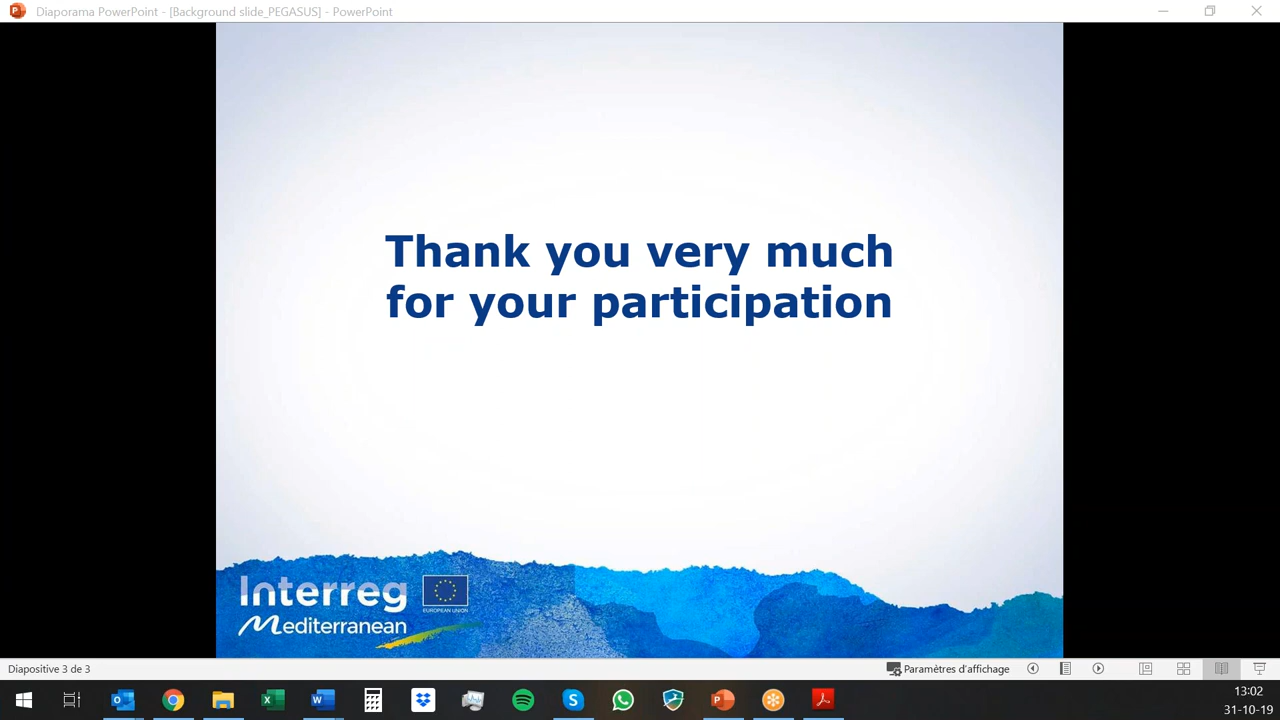 Diaporama PowerPoint - [Background slide_PEGASUS] - PowerPoint
Thank you very much
for your participation
Interreg
EUROPEAN UNION
Mediterranean
Diapositive 3 de 3
Paramètres d'affichage
13:02
31-10-19